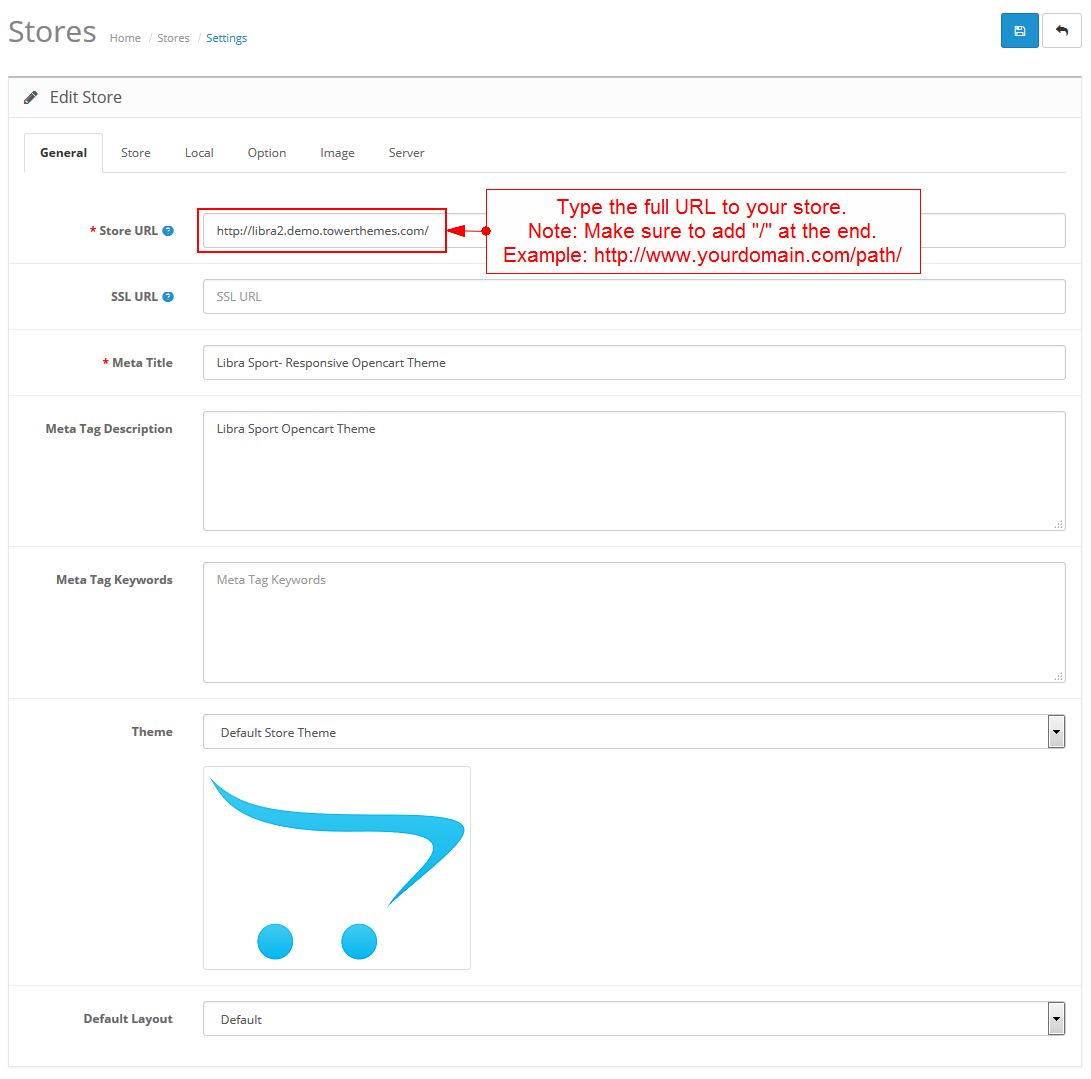 Stores Home / Stores / Settings
Edit Store
General Store Local Option Image Server
* Store URL ? http://libra2.demo.towerthemes.com/
Type the full URL to your store.
Note: Make sure to add "/" at the end.
Example: http://www.yourdomain.com/path/
SSL URL ? SSL URL
* Meta Title Libra Sport- Responsive Opencart Theme
Meta Tag Description Libra Sport Opencart Theme
Meta Tag Keywords Meta Tag Keywords
Theme Default Store Theme
Default Layout Default